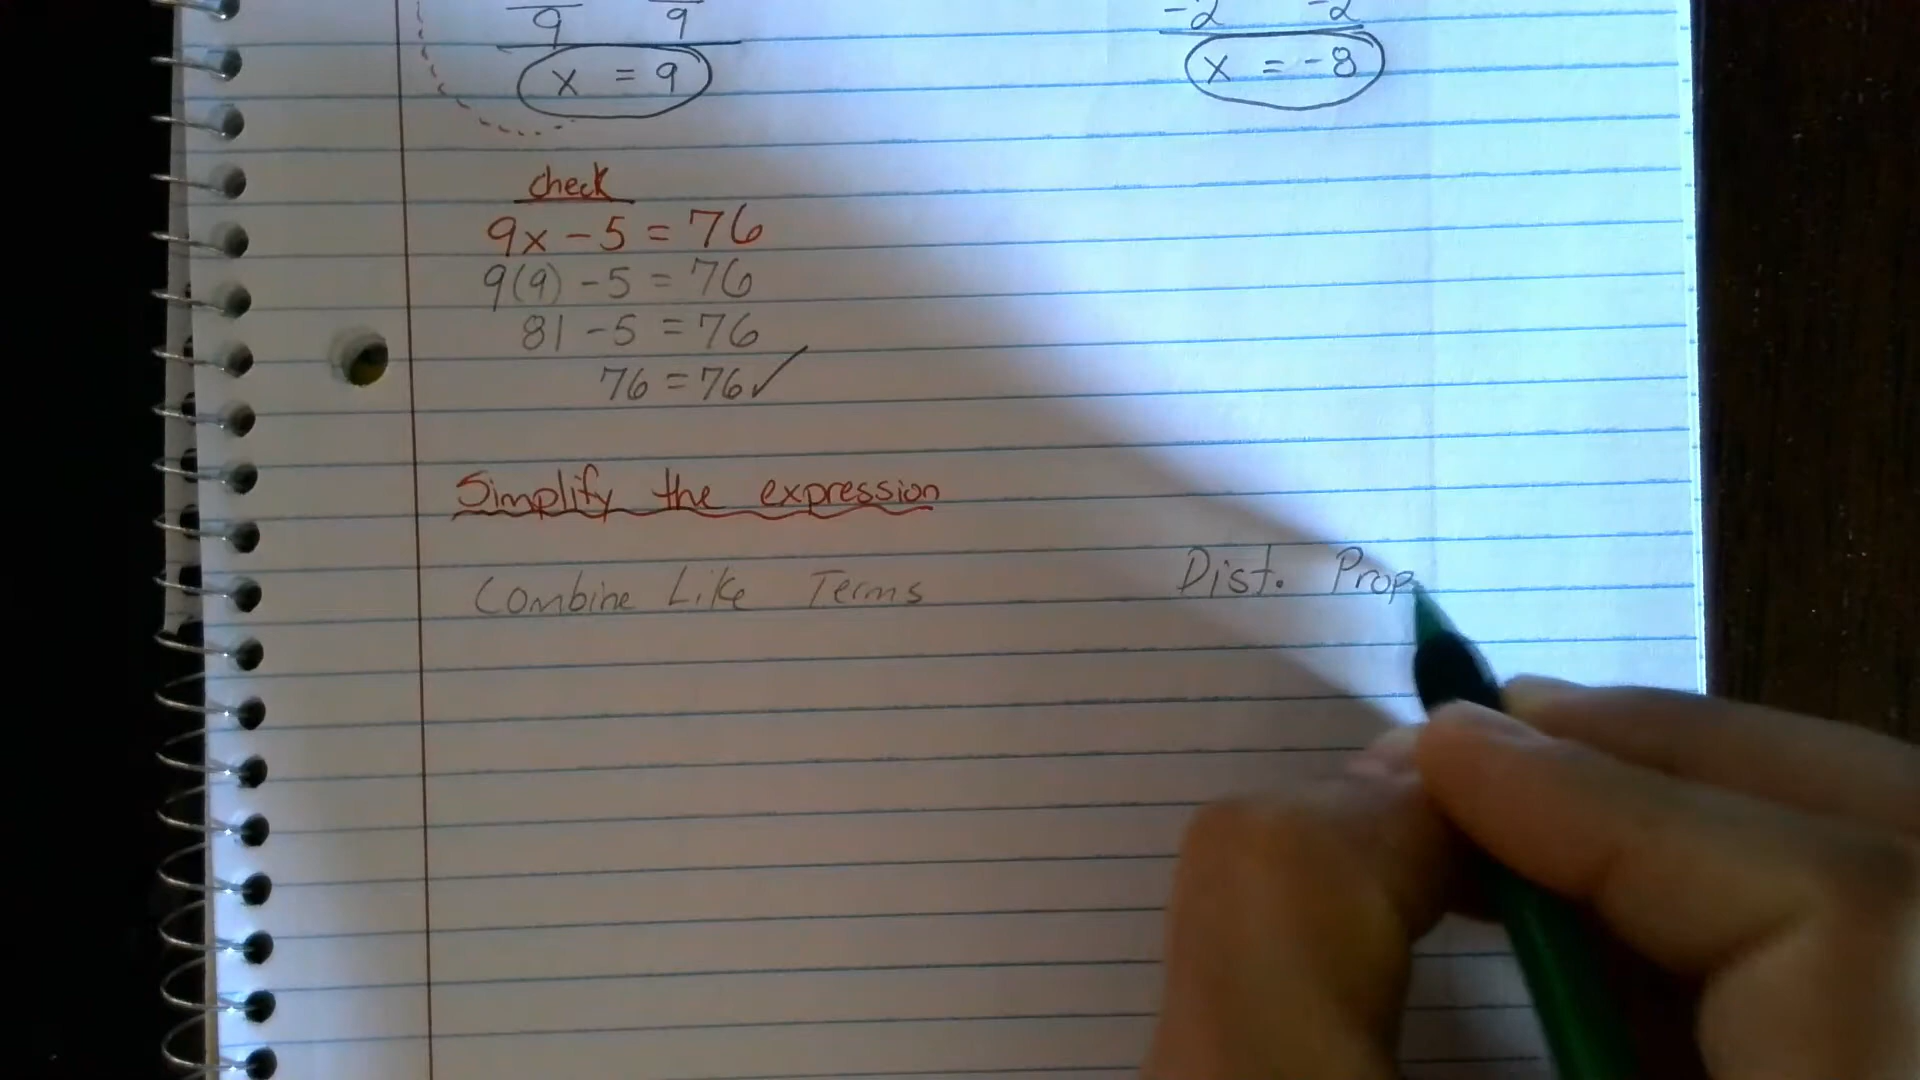 9 9
x = 9
-2 -2
x = -8
check
9x - 5 = 76
9(9) - 5 = 76
81 - 5 = 76
76 = 76 ✓
Simplify the expression
Combine Like Terms
Dist. Prop